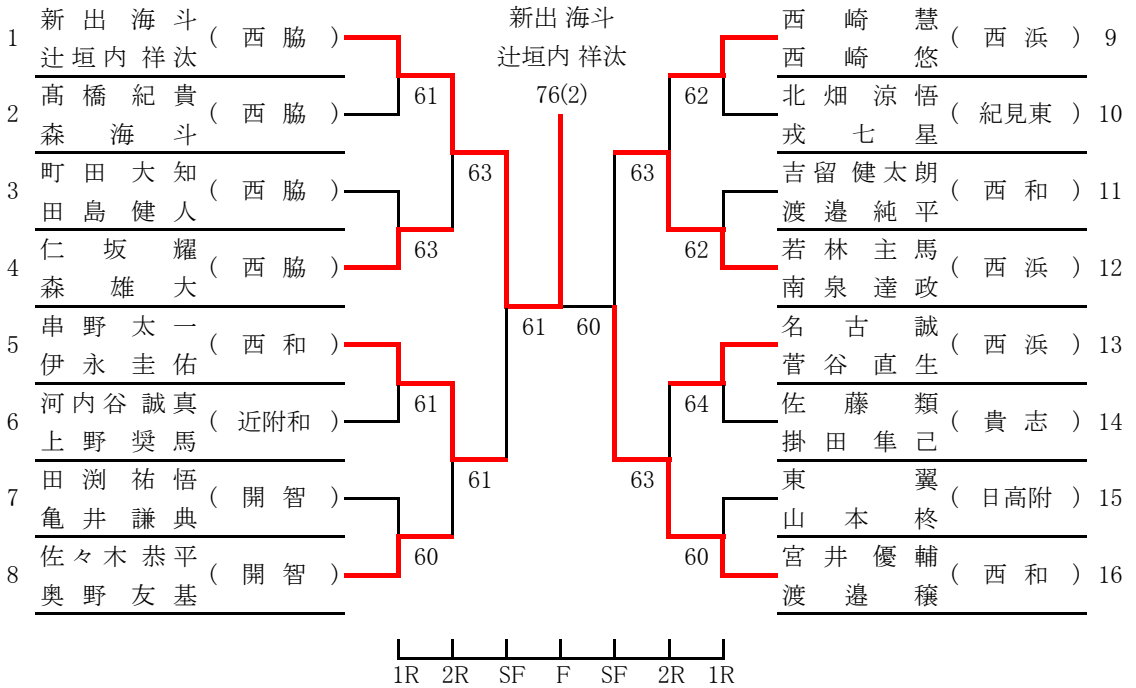 新出 海斗
辻垣内 祥汰
76(2)
1 新出海斗 辻垣内祥汰 ( 西脇 )
2 髙橋紀貴 森海斗 ( 西脇 )
3 町田大知 田島健人 ( 西脇 )
4 仁坂耀 森雄大 ( 西脇 )
5 串野太一 伊永圭佑 ( 西和 )
6 河内谷誠真 上野奨馬 ( 近附和 )
7 田渕祐悟 亀井謙典 ( 開智 )
8 佐々木恭平 奥野友基 ( 開智 )
61
63
61
60
63
61
61
60
63
63
62
62
64
60
西崎慧 西崎悠 ( 西浜 ) 9
北畑涼悟 戎七星 ( 紀見東 ) 10
吉留健太朗 渡邉純平 ( 西和 ) 11
若林主馬 南泉達政 ( 西浜 ) 12
名古誠 菅谷直生 ( 西浜 ) 13
佐藤類 掛田隼己 ( 貴志 ) 14
東翼 山本柊 ( 日高附 ) 15
宮井優輔 渡邉穣 ( 西和 ) 16
1R 2R SF F SF 2R 1R